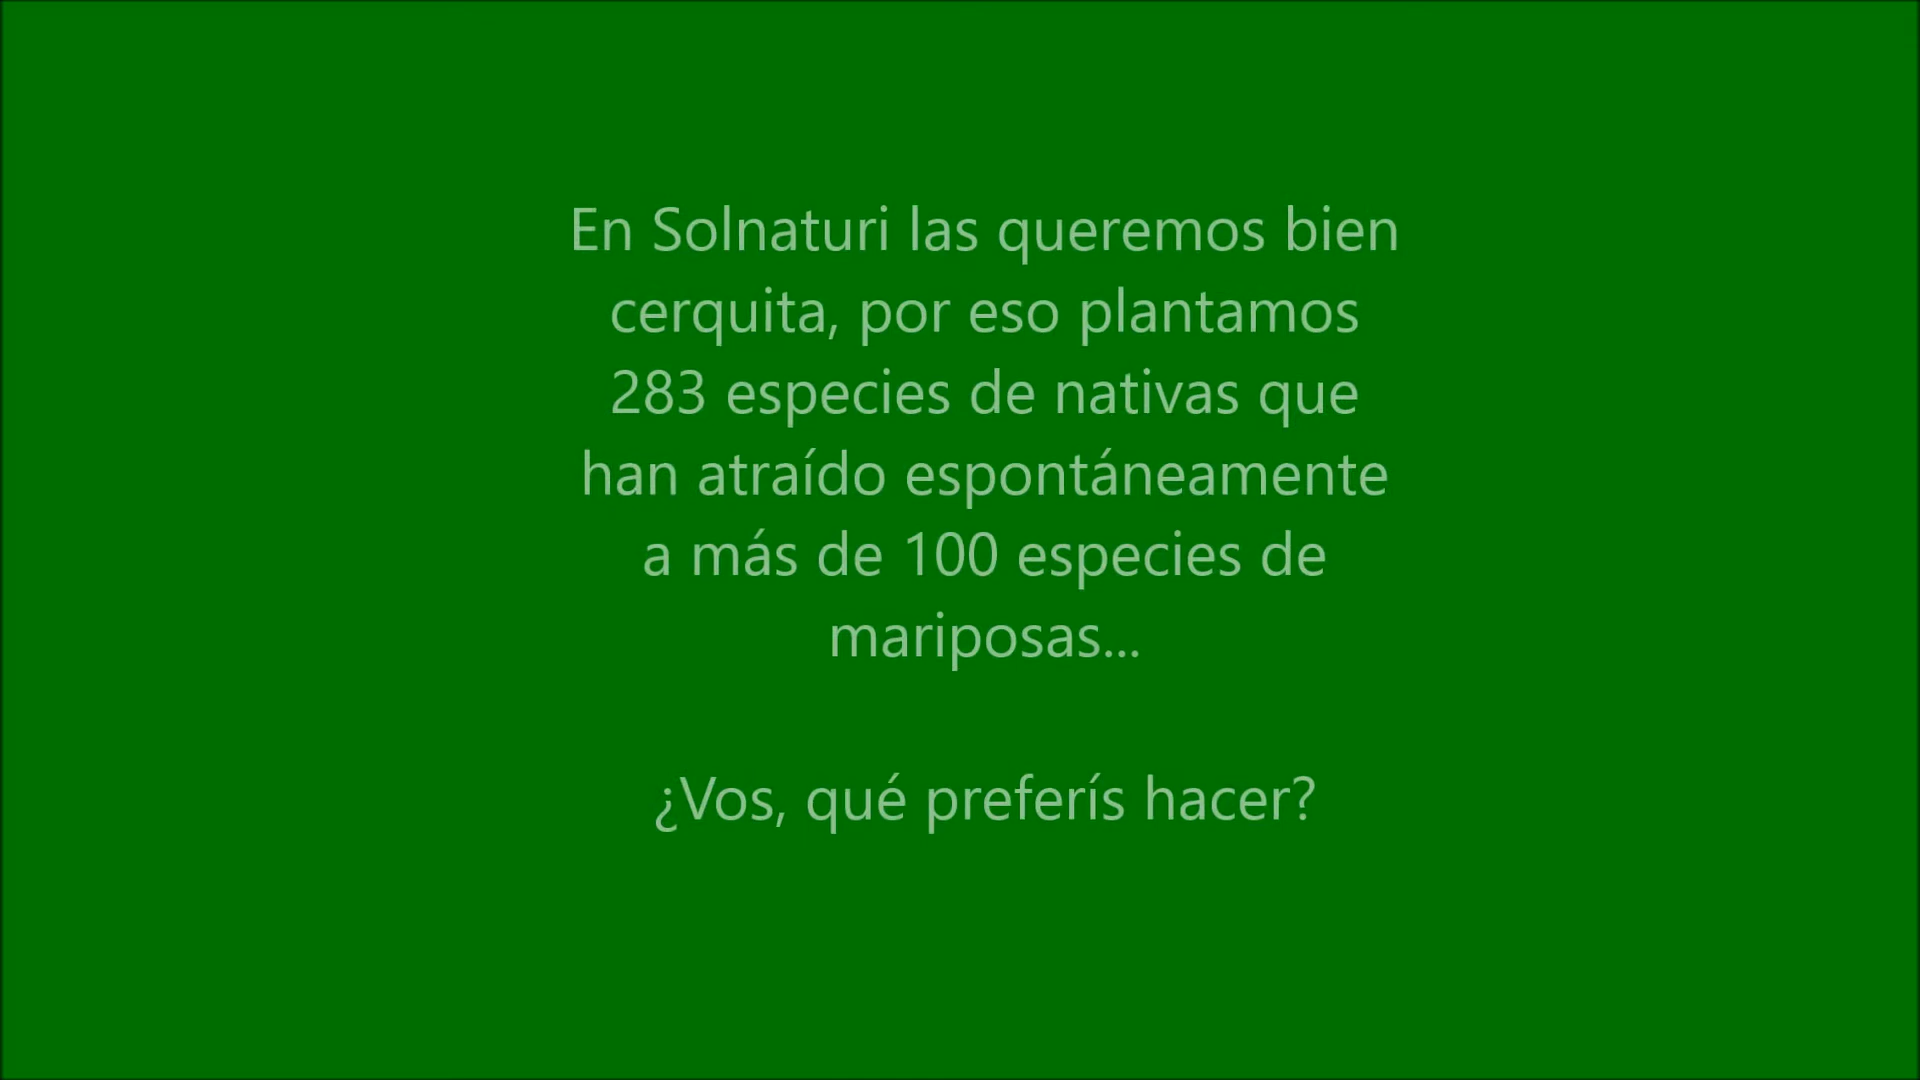 En Solnaturi las queremos bien
cerquita, por eso plantamos
283 especies de nativas que
han atraído espontáneamente
a más de 100 especies de
mariposas...
¿Vos, qué preferís hacer?